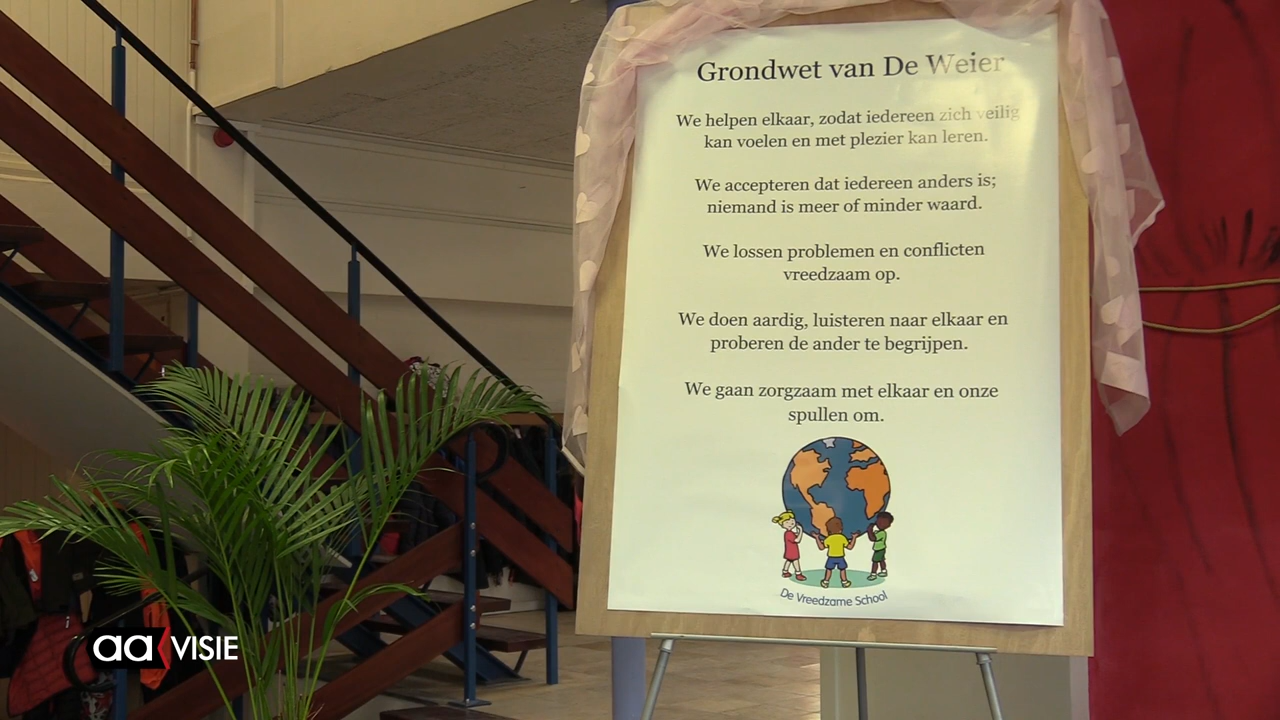 Grondwet van De Weier
We helpen elkaar, zodat iedereen zich veilig
kan voelen en met plezier kan leren.
We accepteren dat iedereen anders is;
niemand is meer of minder waard.
We lossen problemen en conflicten
vreedzaam op.
We doen aardig, luisteren naar elkaar en
proberen de ander te begrijpen.
We gaan zorgzaam met elkaar en onze
spullen om.
De Vreedzame School
aa VISIE